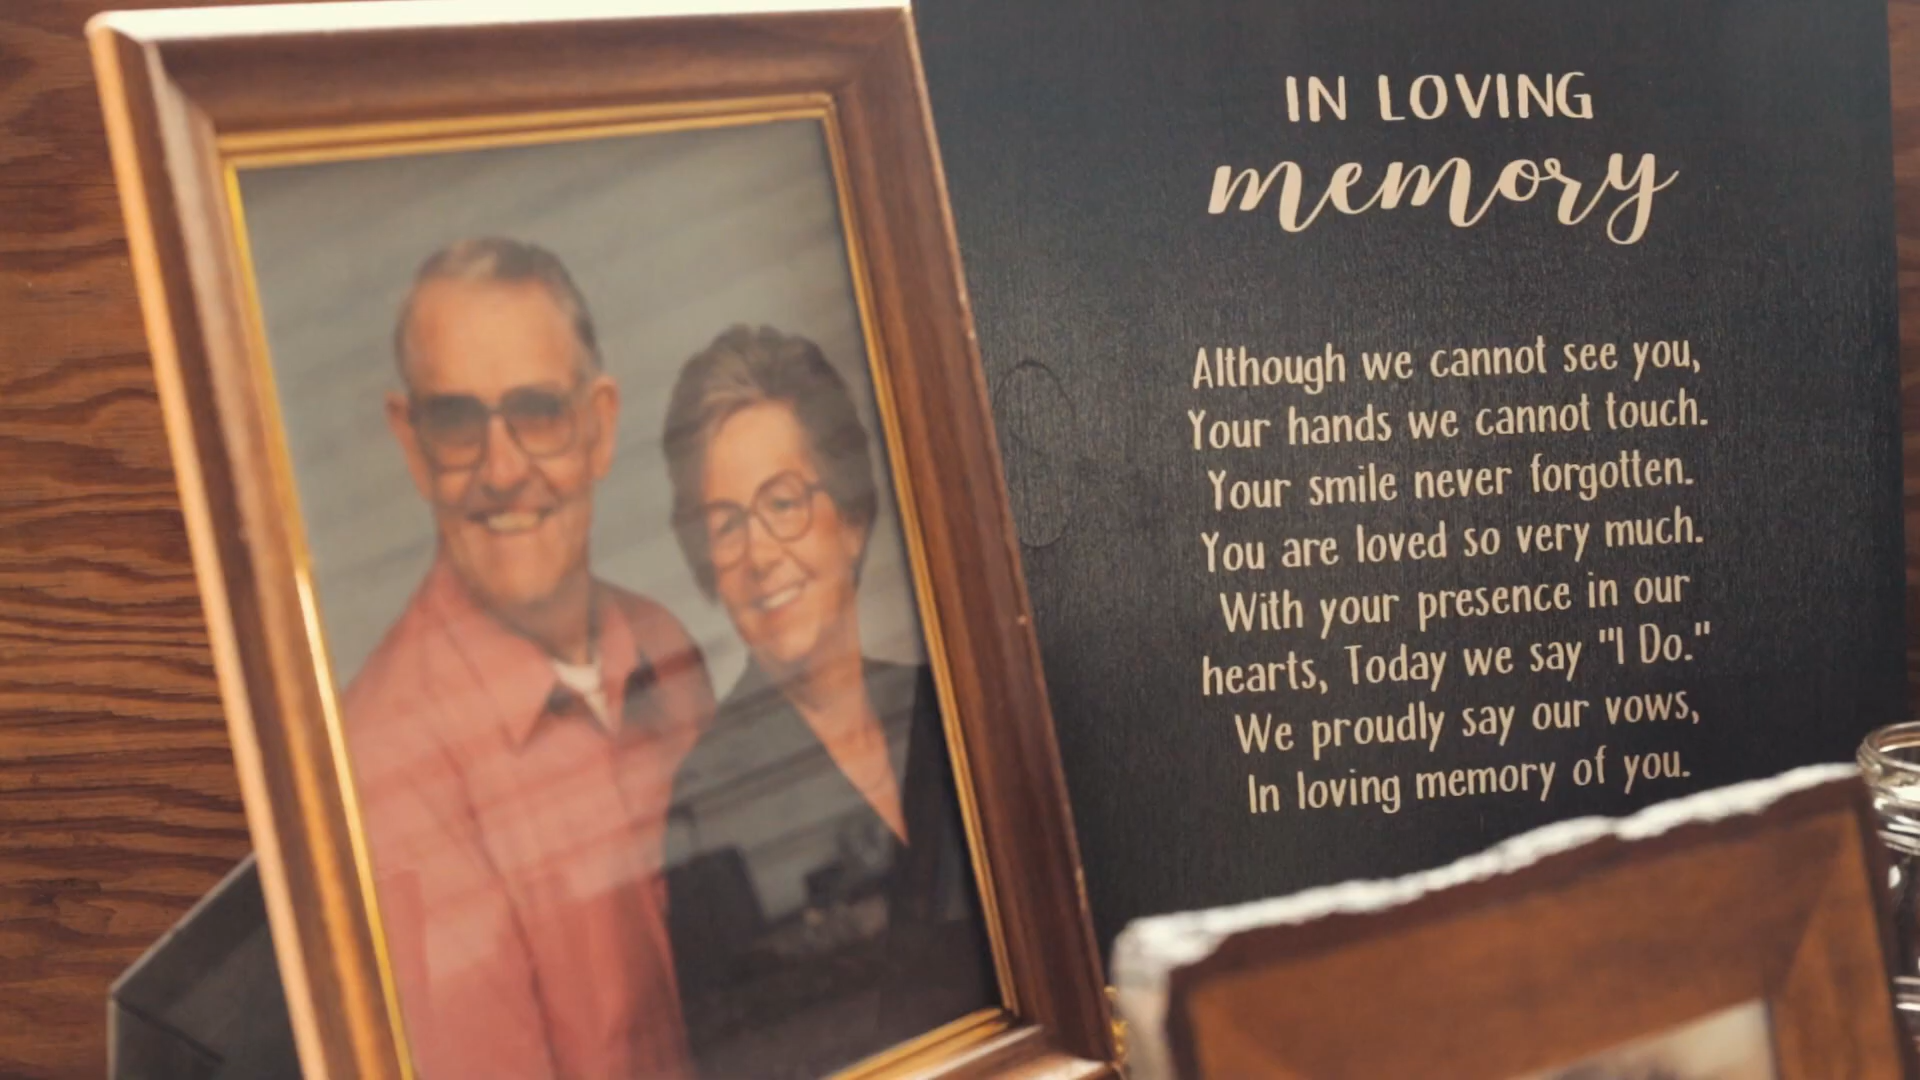 IN LOVING
memory
Although we cannot see you,
Your hands we cannot touch.
Your smile never forgotten.
You are loved so very much.
With your presence in our
hearts, Today we say "I Do."
We proudly say our vows,
In loving memory of you.